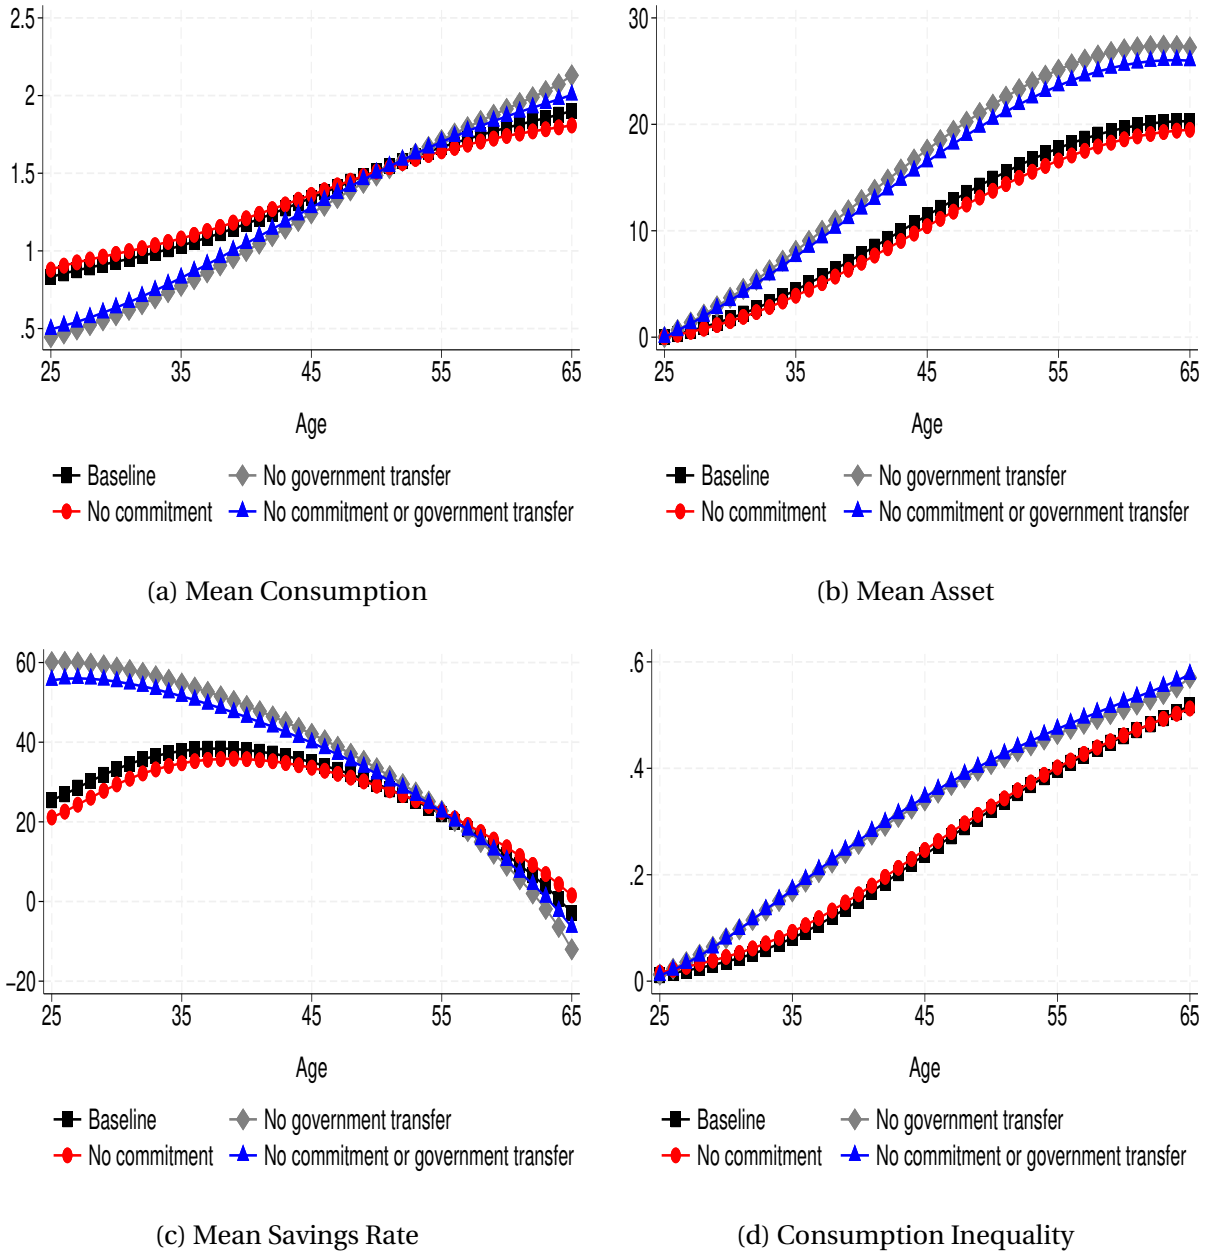 2.5
2
1.5
1
.5
25 35 45 55 65
Age
Baseline No government transfer
No commitment No commitment or government transfer
(a) Mean Consumption
30
20
10
0
25 35 45 55 65
Age
Baseline No government transfer
No commitment No commitment or government transfer
(b) Mean Asset
60
40
20
0
−20
25 35 45 55 65
Age
Baseline No government transfer
No commitment No commitment or government transfer
(c) Mean Savings Rate
.6
.4
.2
0
25 35 45 55 65
Age
Baseline No government transfer
No commitment No commitment or government transfer
(d) Consumption Inequality